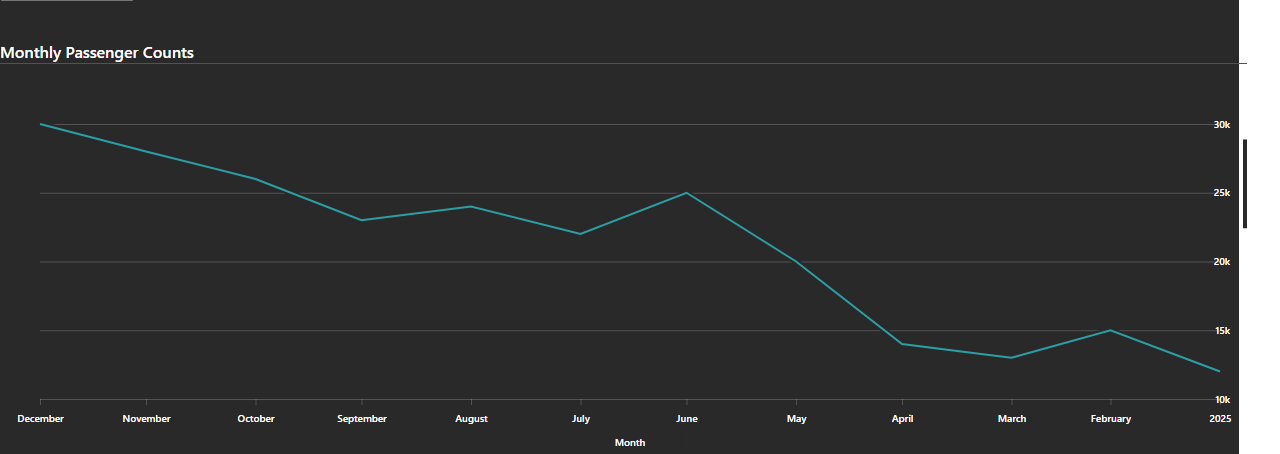 Monthly Passenger Counts
30k
25k
20k
15k
10k
December November October September August July June May April March February 2025
Month